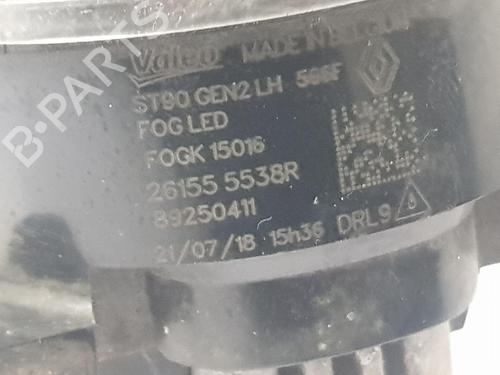 Valeo MADE IN BELGIUM
ST90 GEN2 LH 596F
FOG LED
FOGK 15016
26155 5538R
89250411
21/07/18 15h36 DRL9
B-PARTS